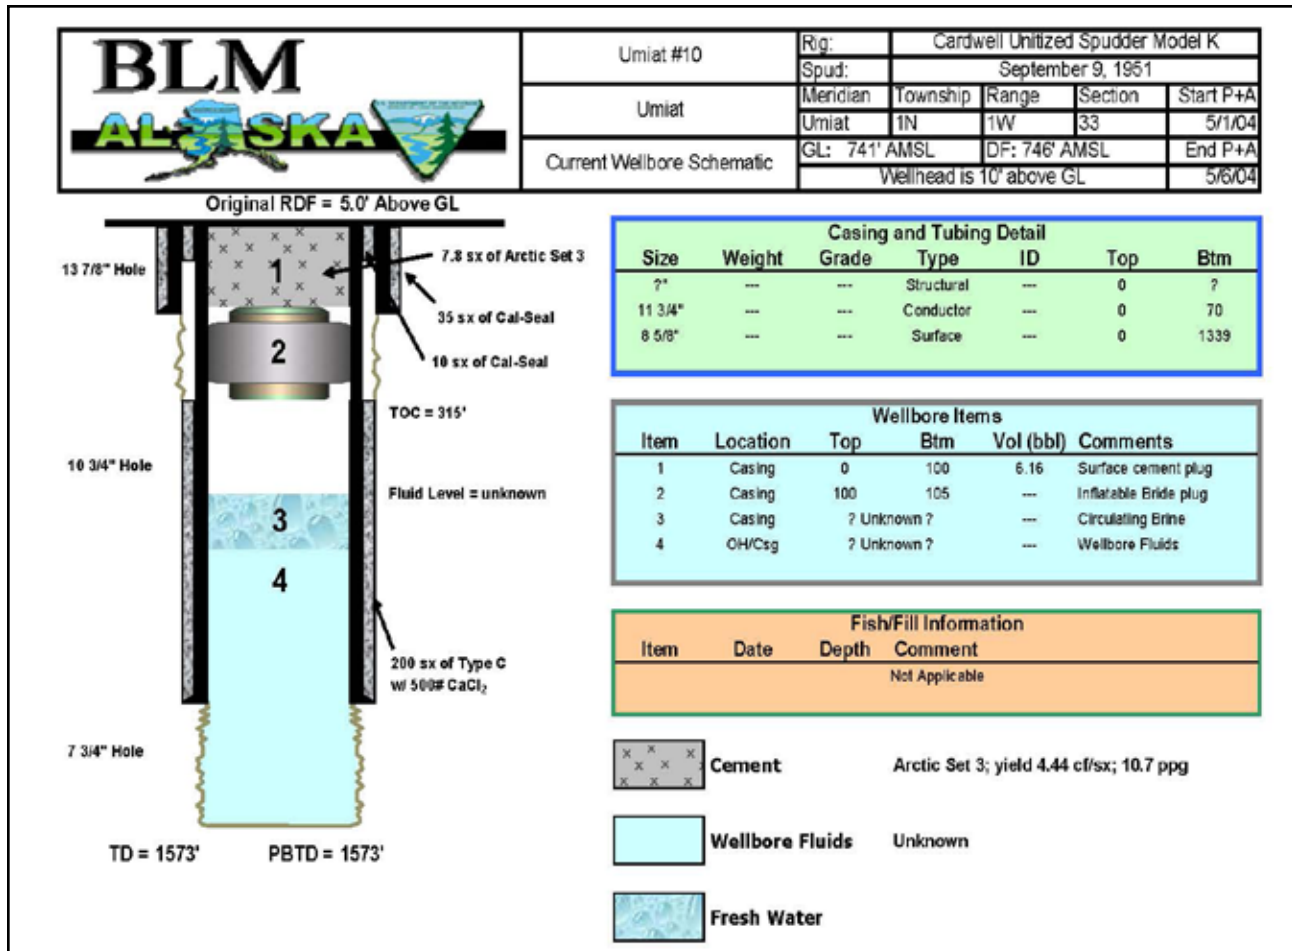 BLM
ALASKA
Umiat #10
Umiat
Current Wellbore Schematic
Rig: Cardwell Unitized Spudder Model K
Spud: September 9, 1951
Meridian Township Range Section Start P+A
Umiat 1N 1W 33 5/1/04
GL: 741' AMSL DF: 746' AMSL End P+A
Wellhead is 10' above GL 5/6/04
Original RDF = 5.0' Above GL
13 7/8" Hole
1
7.8 sx of Arctic Set 3
35 sx of Cal-Seal
2
10 sx of Cal-Seal
TOC = 315'
10 3/4" Hole
Fluid Level = unknown
3
4
200 sx of Type C
w/ 500# CaCl₂
7 3/4" Hole
TD = 1573' PBTD = 1573'
Casing and Tubing Detail
Size Weight Grade Type ID Top Btm
?" --- --- Structural --- 0 ?
11 3/4" --- --- Conductor --- 0 70
8 5/8" --- --- Surface --- 0 1339
Wellbore Items
Item Location Top Btm Vol (bbl) Comments
1 Casing 0 100 6.16 Surface cement plug
2 Casing 100 105 --- Inflatable Bride plug
3 Casing ? Unknown ? --- Circulating Brine
4 OH/Csg ? Unknown ? --- Wellbore Fluids
Fish/Fill Information
Item Date Depth Comment
Not Applicable
Cement Arctic Set 3; yield 4.44 cf/sx; 10.7 ppg
Wellbore Fluids Unknown
Fresh Water